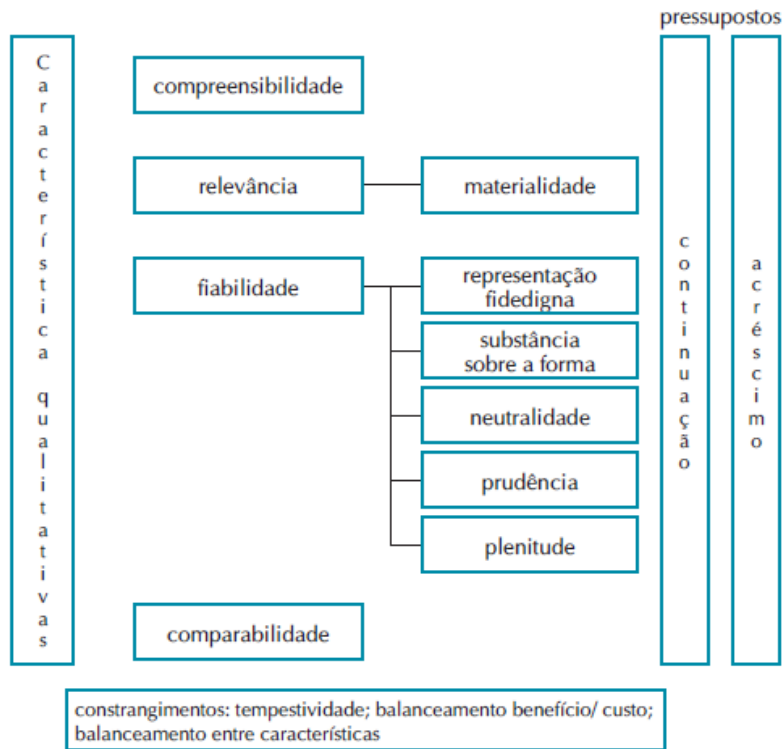 pressupostos
Característica qualitativas
compreensibilidade
relevância
materialidade
fiabilidade
representação
fidedigna
substância
sobre a forma
neutralidade
prudência
plenitude
comparabilidade
continuação
acréscimo
constrangimentos: tempestividade; balanceamento benefício/ custo;
balanceamento entre características